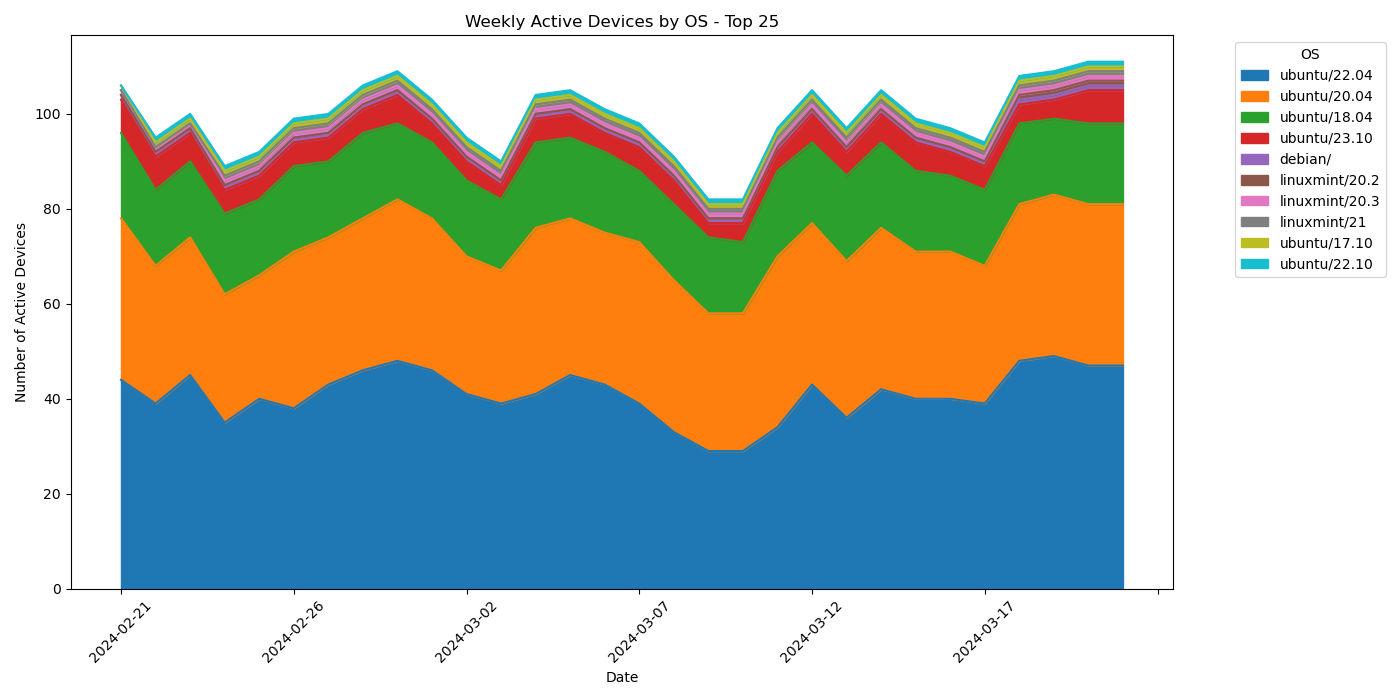 Weekly Active Devices by OS - Top 25
Number of Active Devices
100
80
60
40
20
0
2024-02-21
2024-02-26
2024-03-02
2024-03-07
2024-03-12
2024-03-17
Date
OS
ubuntu/22.04
ubuntu/20.04
ubuntu/18.04
ubuntu/23.10
debian/
linuxmint/20.2
linuxmint/20.3
linuxmint/21
ubuntu/17.10
ubuntu/22.10